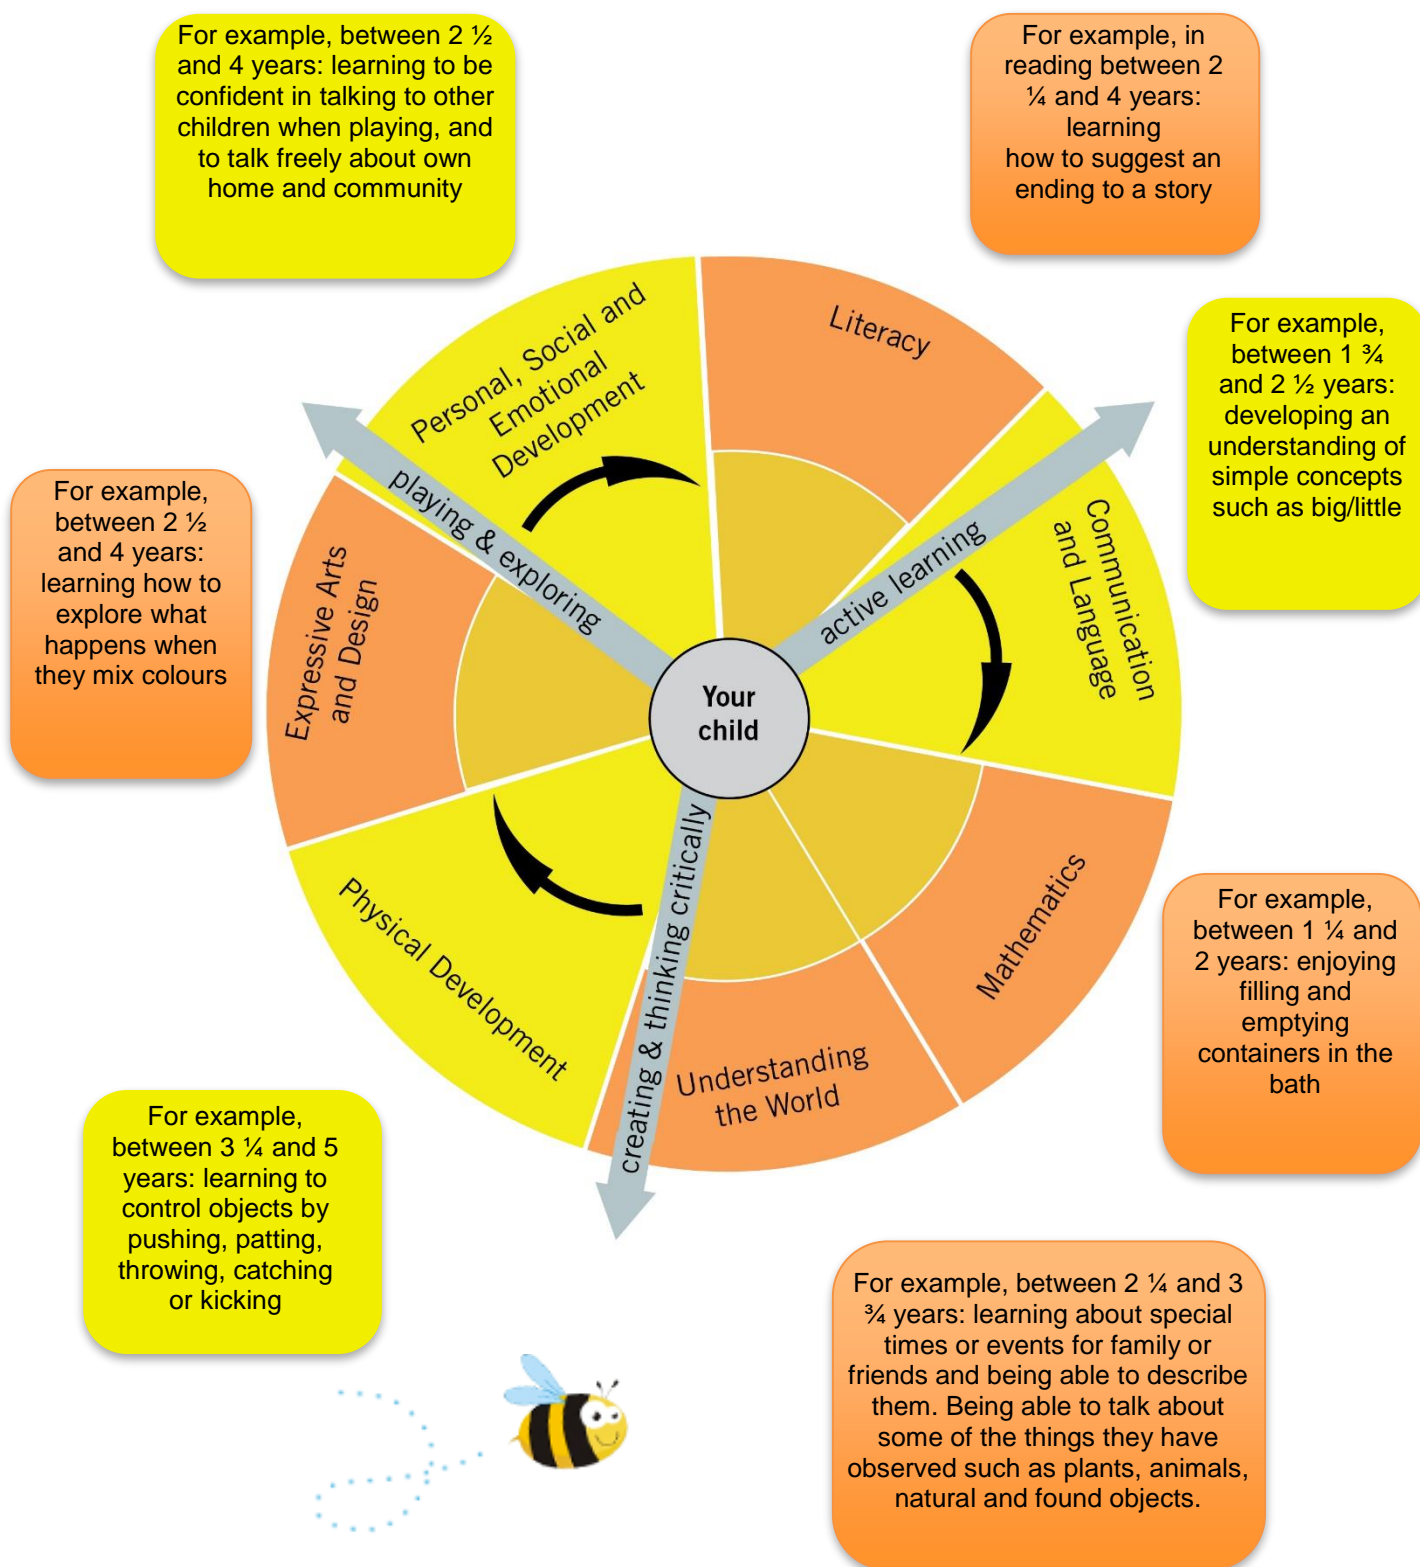 For example, between 2 ½
and 4 years: learning to be
confident in talking to other
children when playing, and
to talk freely about own
home and community
For example, in
reading between 2
¼ and 4 years:
learning
how to suggest an
ending to a story
For example,
between 1 ¾
and 2 ½ years:
developing an
understanding of
simple concepts
such as big/little
For example,
between 2 ½
and 4 years:
learning how to
explore what
happens when
they mix colours
Personal, Social and
Emotional
Development
Literacy
Communication
and Language
Mathematics
Understanding
the World
Physical Development
Expressive Arts
and Design
playing & exploring
active learning
creating & thinking critically
Your
child
For example,
between 1 ¼ and
2 years: enjoying
filling and
emptying
containers in the
bath
For example,
between 3 ¼ and 5
years: learning to
control objects by
pushing, patting,
throwing, catching
or kicking
For example, between 2 ¼ and 3
¾ years: learning about special
times or events for family or
friends and being able to describe
them. Being able to talk about
some of the things they have
observed such as plants, animals,
natural and found objects.